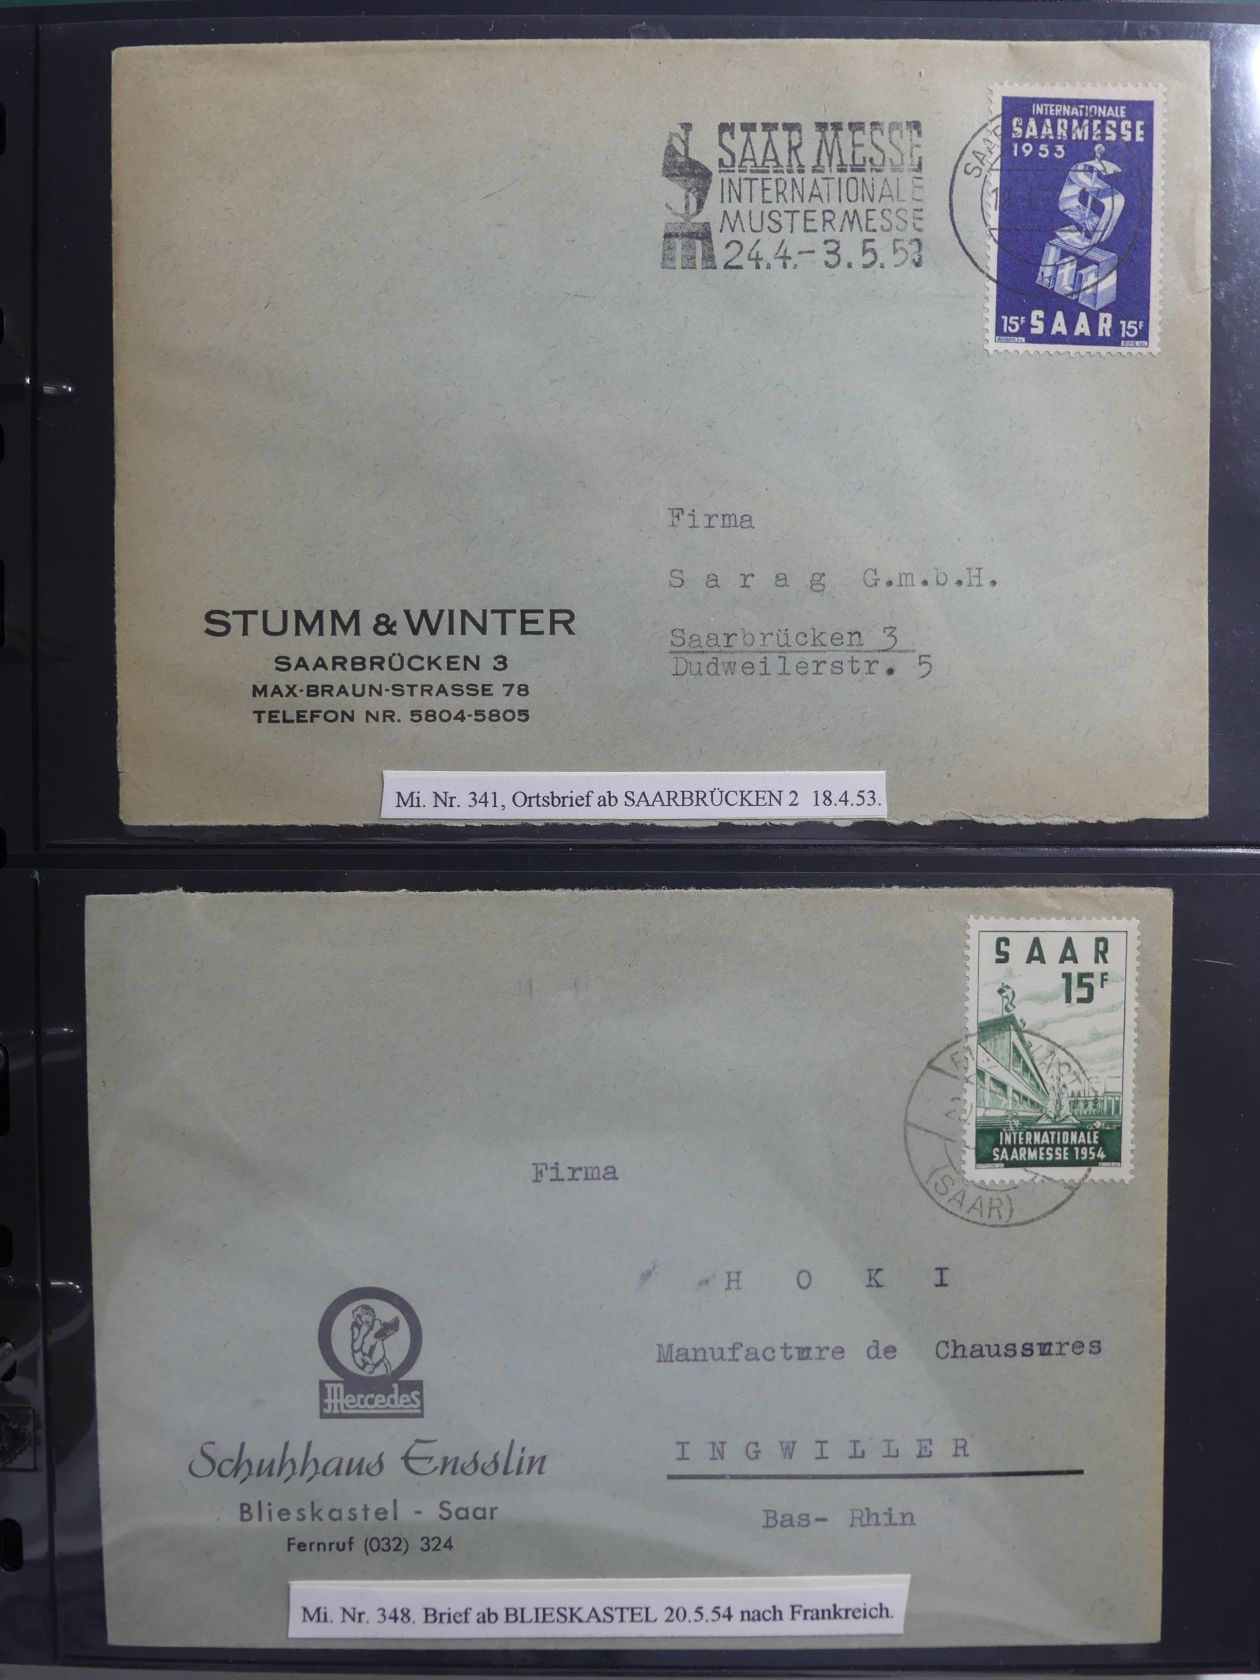 SAAR MESSE
INTERNATIONALE
MUSTERMESSE
24.4.-3.5.53
INTERNATIONALE
SAARMESSE
1953
15F SAAR 15F
Firma
Sarag G.m.b.H.
Saarbrücken 3
Dudweilerstr. 5
STUMM & WINTER
SAARBRÜCKEN 3
MAX-BRAUN-STRASSE 78
TELEFON NR. 5804-5805
Mi. Nr. 341, Ortsbrief ab SAARBRÜCKEN 2 18.4.53.
SAAR
15F
INTERNATIONALE
SAARMESSE 1954
(SAAR)
Firma
HOKI
Manufacture de Chaussures
INGWILLER
Bas- Rhin
Mercedes
Schuhhaus Ensslin
Blieskastel - Saar
Fernruf (032) 324
Mi. Nr. 348. Brief ab BLIESKASTEL 20.5.54 nach Frankreich.